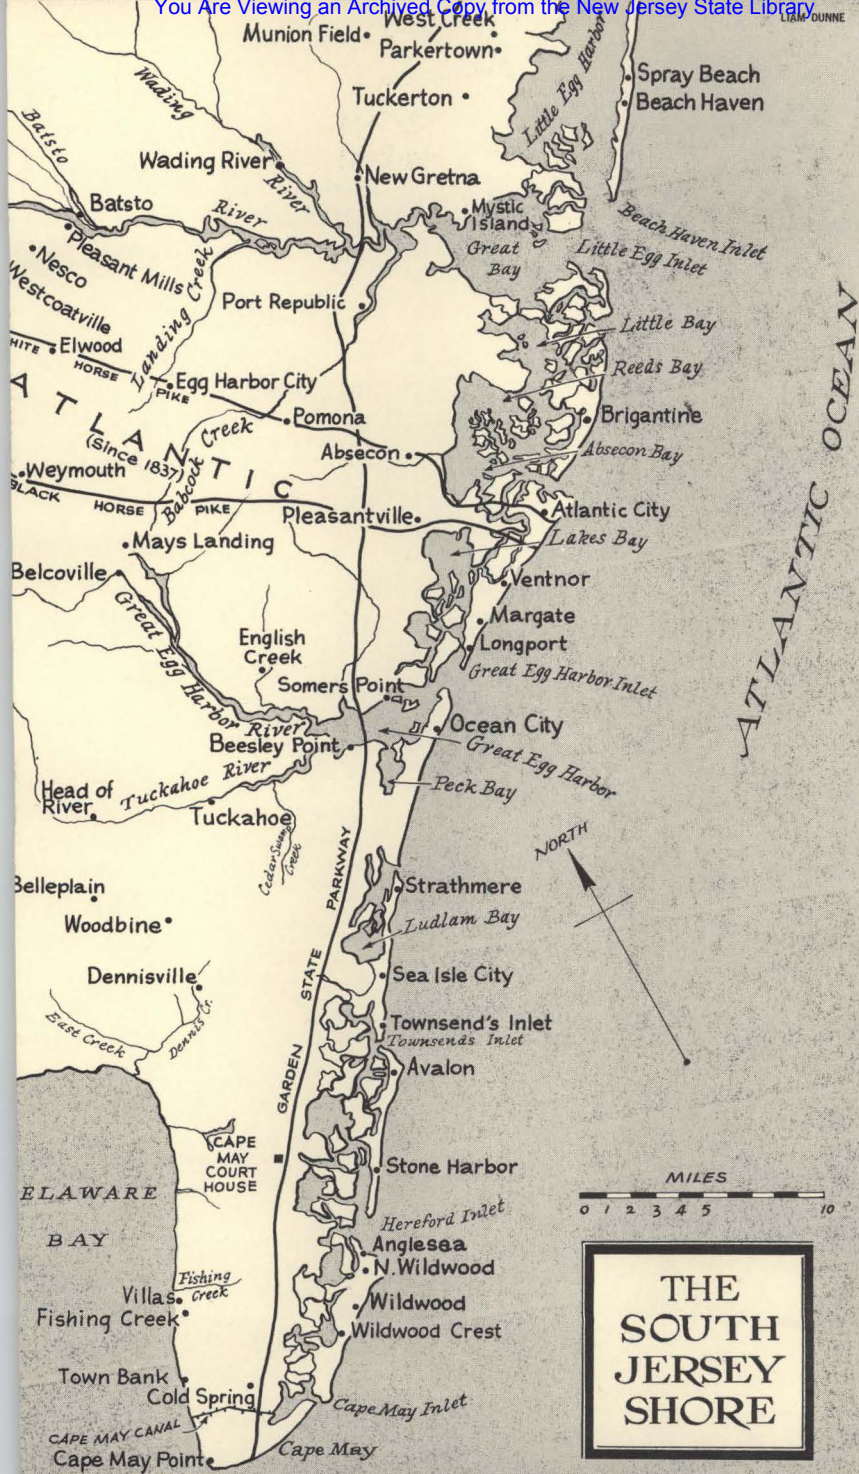 You Are Viewing an Archived Copy from the New Jersey State Library
LIAM DUNNE
West Creek
Munion Field
Parkertown
Little Egg Harbor
Spray Beach
Tuckerton
Beach Haven
Wading
River
Batsto
Wading River
New Gretna
Batsto
River
Mystic
Island
Beach Haven Inlet
Pleasant Mills
Great
Bay
Little Egg Inlet
Nesco
Westcoatville
Landing Creek
Port Republic
Little Bay
Elwood
HITE
HORSE
PIKE
Reeds Bay
Egg Harbor City
ATLANTIC
(Since 1837)
Pomona
Brigantine
Babcock Creek
Absecon
Absecon Bay
Weymouth
BLACK
HORSE
PIKE
Pleasantville
Atlantic City
Mays Landing
Lakes Bay
Belcoville
Ventnor
Great Egg Harbor River
Margate
English
Creek
Longport
Great Egg Harbor Inlet
Somers Point
Ocean City
Beesley Point
Great Egg Harbor
Head of
River
Tuckahoe River
Peck Bay
Tuckahoe
Cedar Swamp
Creek
ATLANTIC OCEAN
NORTH
GARDEN STATE PARKWAY
Belleplain
Strathmere
Woodbine
Ludlam Bay
Dennisville
Sea Isle City
East Creek
Dennis Cr.
Townsend's Inlet
Townsends Inlet
Avalon
CAPE
MAY
COURT
HOUSE
Stone Harbor
ELAWARE
BAY
Hereford Inlet
Anglesea
N. Wildwood
Fishing
Creek
Villas
Wildwood
Fishing Creek
Wildwood Crest
Town Bank
Cold Spring
Cape May Inlet
CAPE MAY CANAL
Cape May
Cape May Point
MILES
0 1 2 3 4 5 10
THE
SOUTH
JERSEY
SHORE